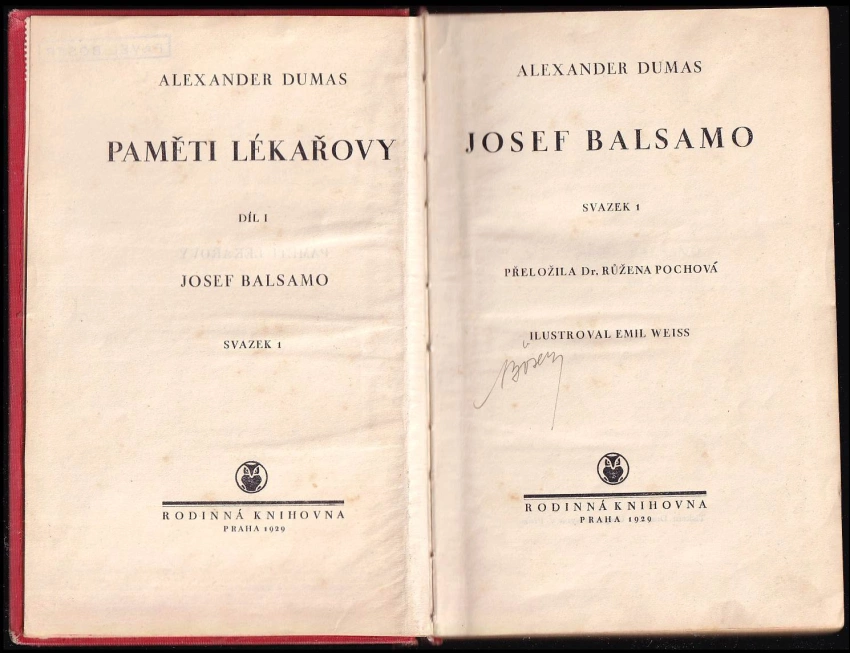 ALEXANDER DUMAS
PAMĚTI LÉKAŘOVY
DÍL I
JOSEF BALSAMO
SVAZEK 1
RODINNÁ KNIHOVNA
PRAHA 1929
ALEXANDER DUMAS
JOSEF BALSAMO
SVAZEK 1
PŘELOŽILA Dr. RŮŽENA POCHOVÁ
ILUSTROVAL EMIL WEISS
RODINNÁ KNIHOVNA
PRAHA 1929